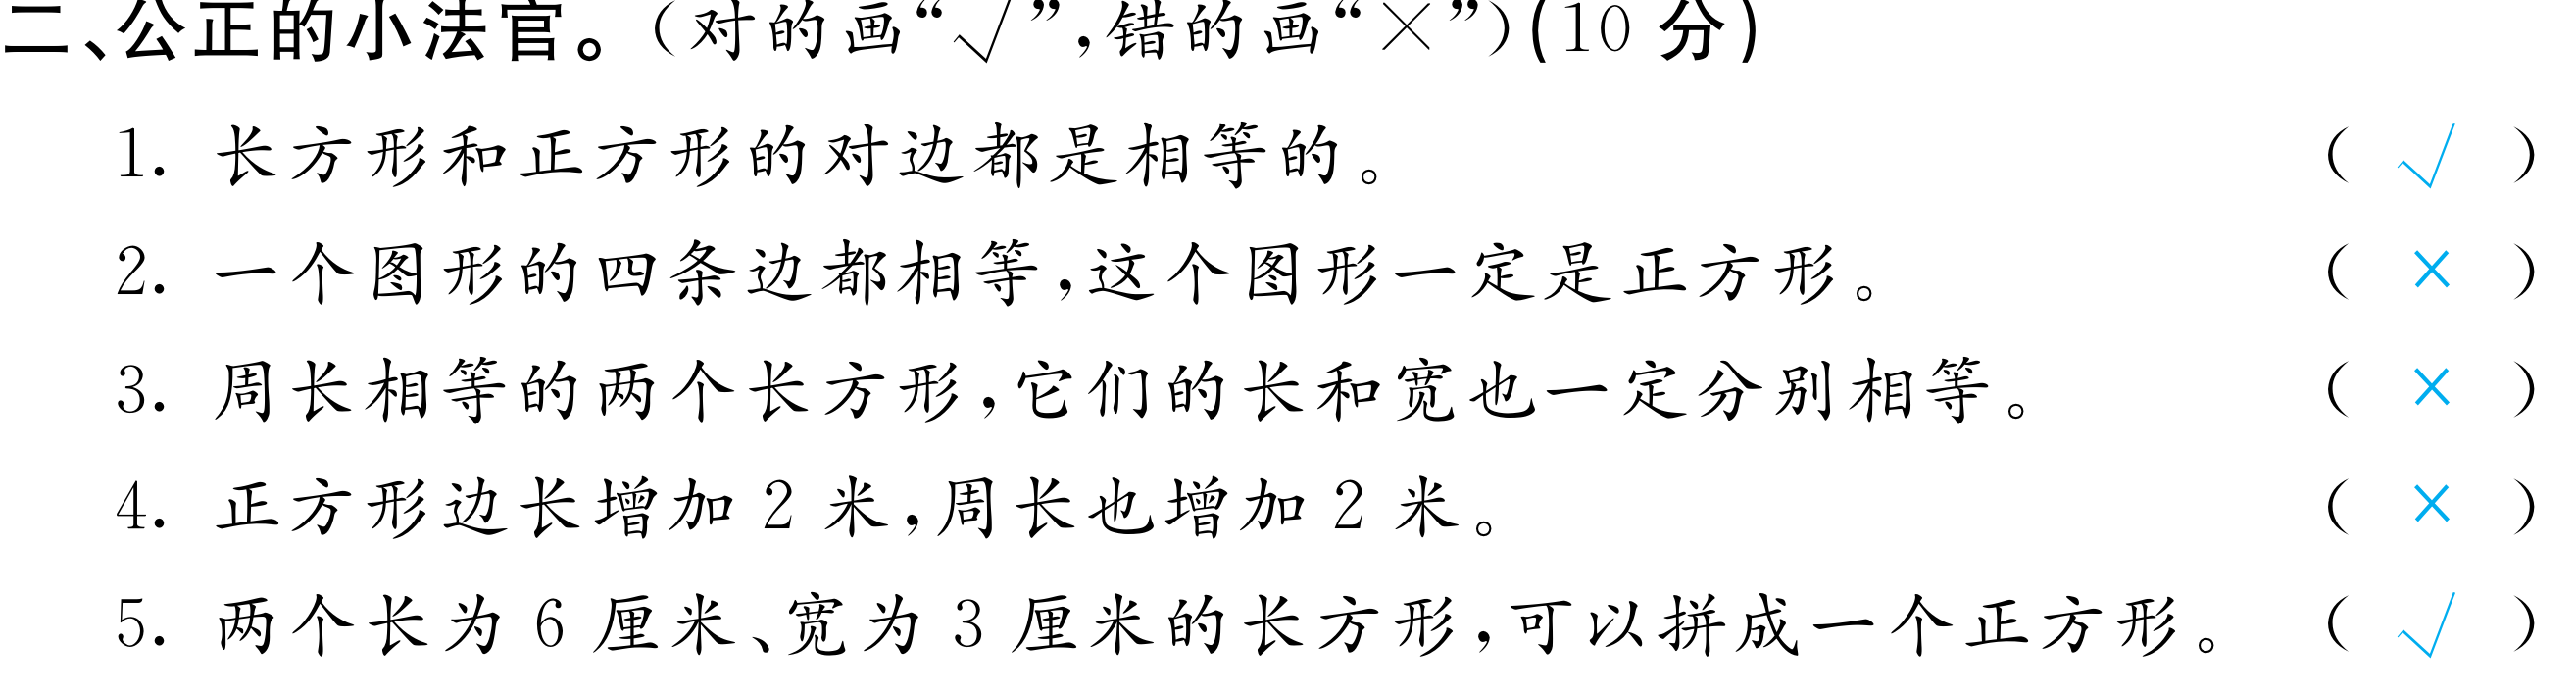 二、公正的小法官。（对的画“√”，错的画“×”）（10 分）
1. 长方形和正方形的对边都是相等的。 （ √ ）
2. 一个图形的四条边都相等，这个图形一定是正方形。 （ × ）
3. 周长相等的两个长方形，它们的长和宽也一定分别相等。 （ × ）
4. 正方形边长增加 2 米，周长也增加 2 米。 （ × ）
5. 两个长为 6 厘米、宽为 3 厘米的长方形，可以拼成一个正方形。 （ √ ）